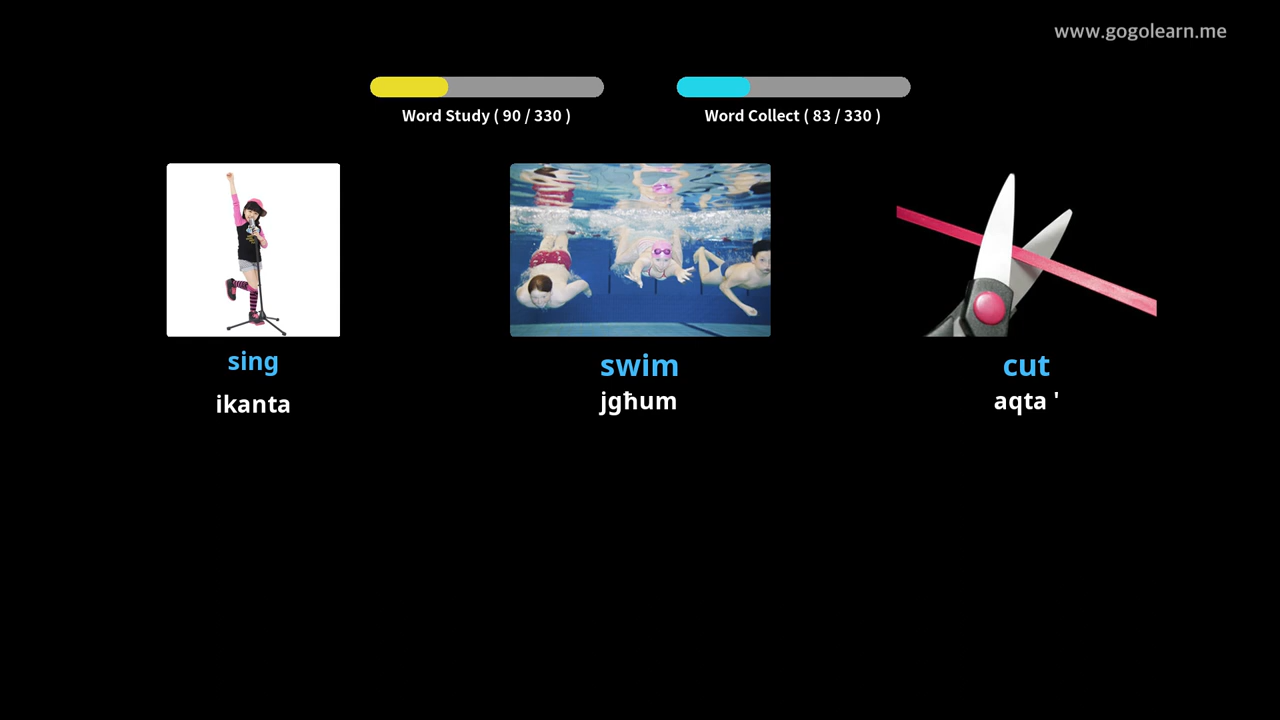 www.gogolearn.me
Word Study ( 90 / 330 )
Word Collect ( 83 / 330 )
sing
ikanta
swim
jgħum
cut
aqta '